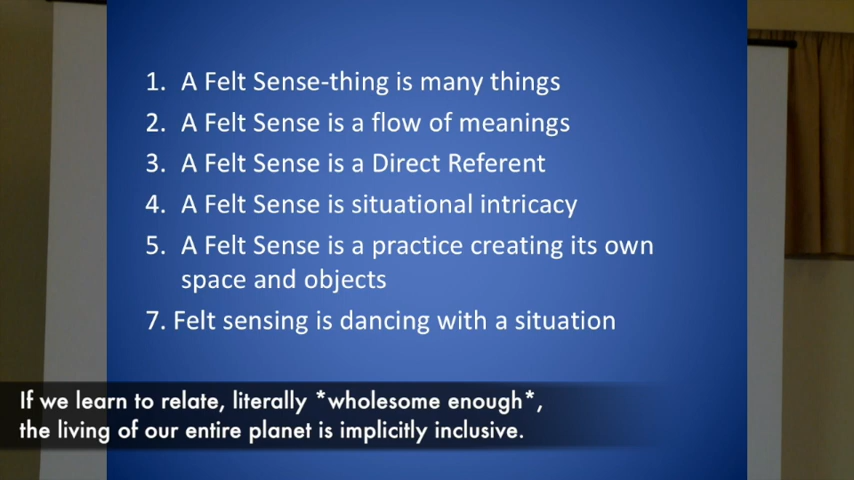 1. A Felt Sense-thing is many things
2. A Felt Sense is a flow of meanings
3. A Felt Sense is a Direct Referent
4. A Felt Sense is situational intricacy
5. A Felt Sense is a practice creating its own
space and objects
7. Felt sensing is dancing with a situation
If we learn to relate, literally *wholesome enough*,
the living of our entire planet is implicitly inclusive.